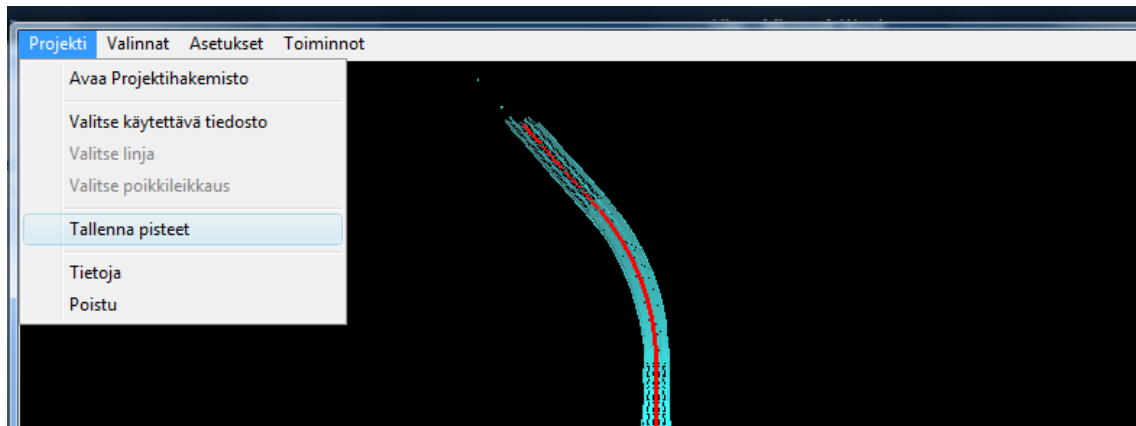 Projekti Valinnat Asetukset Toiminnot
Avaa Projektihakemisto
Valitse käytettävä tiedosto
Valitse linja
Valitse poikkileikkaus
Tallenna pisteet
Tietoja
Poistu